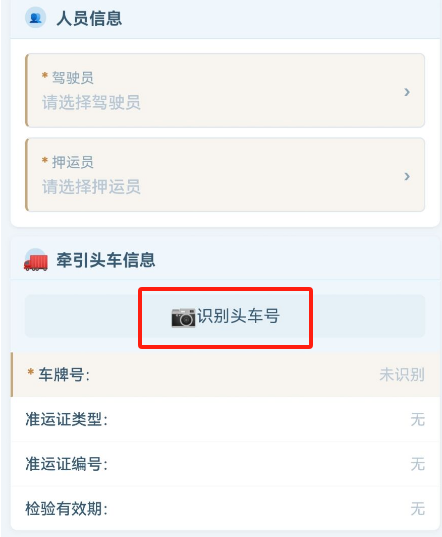 人员信息
* 驾驶员
请选择驾驶员
* 押运员
请选择押运员
牵引头车信息
识别头车号
* 车牌号: 未识别
准运证类型: 无
准运证编号: 无
检验有效期: 无